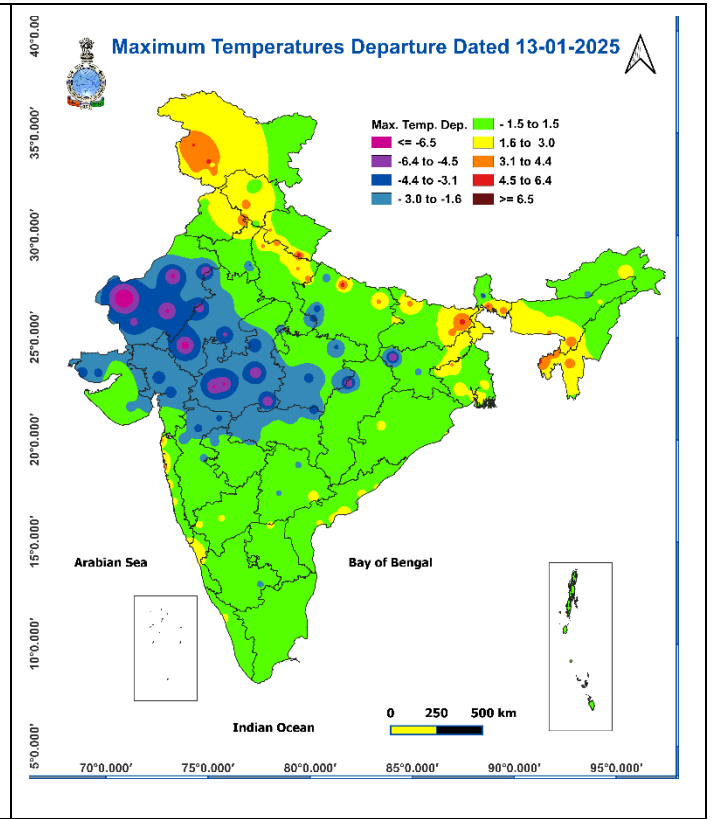 Maximum Temperatures Departure Dated 13-01-2025
Max. Temp. Dep.
<= -6.5
-6.4 to -4.5
-4.4 to -3.1
- 3.0 to -1.6
- 1.5 to 1.5
1.6 to 3.0
3.1 to 4.4
4.5 to 6.4
>= 6.5
40°0.00
35°0.000′
30°0.000′
25°0.000′
20°0.000′
15°0.000′
10°0.000′
5°0.000′
Arabian Sea
Bay of Bengal
Indian Ocean
0 250 500 km
70°0.000′ 75°0.000′ 80°0.000′ 85°0.000′ 90°0.000′ 95°0.000′